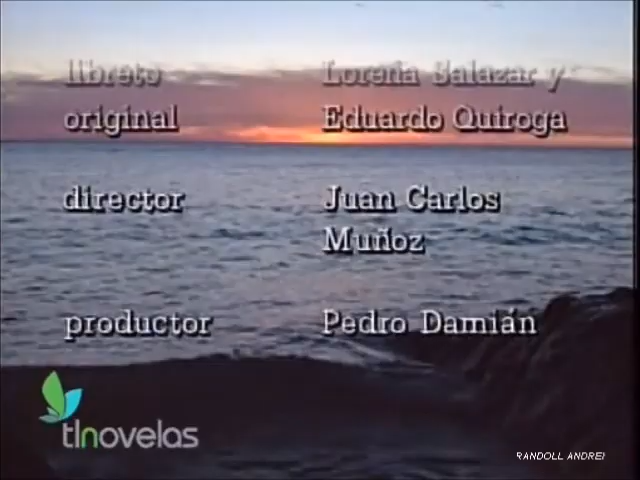 libreto Lorena Salazar y
original Eduardo Quiroga
director Juan Carlos
Muñoz
productor Pedro Damián
tlnovelas
RANDOLL ANDREI